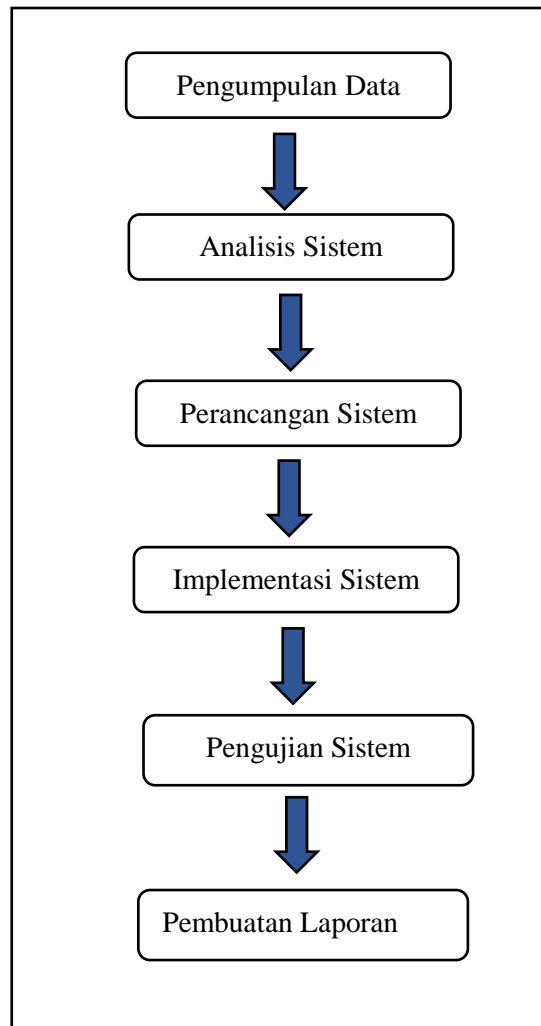 Pengumpulan Data
Analisis Sistem
Perancangan Sistem
Implementasi Sistem
Pengujian Sistem
Pembuatan Laporan